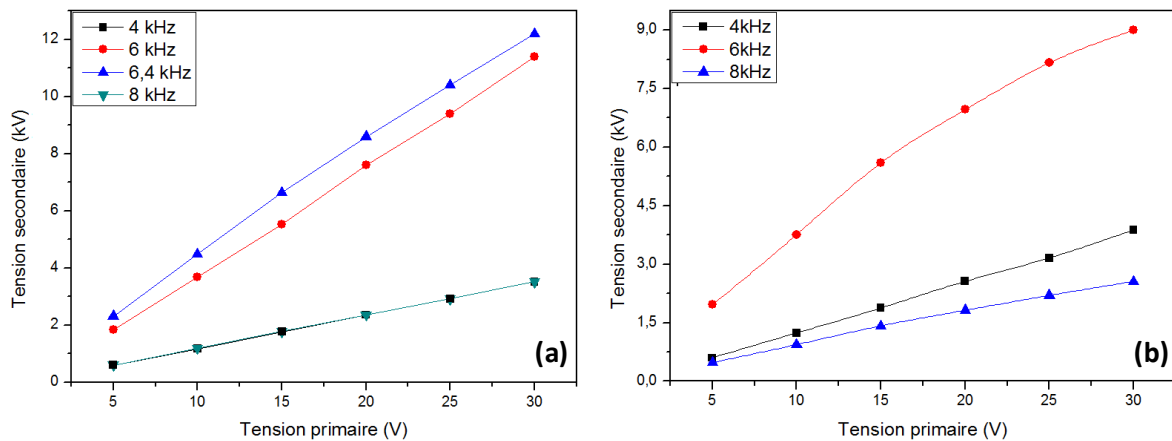 4 kHz
6 kHz
6,4 kHz
8 kHz
12
10
8
6
4
2
0
5
10
15
20
25
30
Tension secondaire (kV)
Tension primaire (V)
(a)
4kHz
6kHz
8kHz
9,0
7,5
6,0
4,5
3,0
1,5
0,0
5
10
15
20
25
30
Tension secondaire (kV)
Tension primaire (V)
(b)